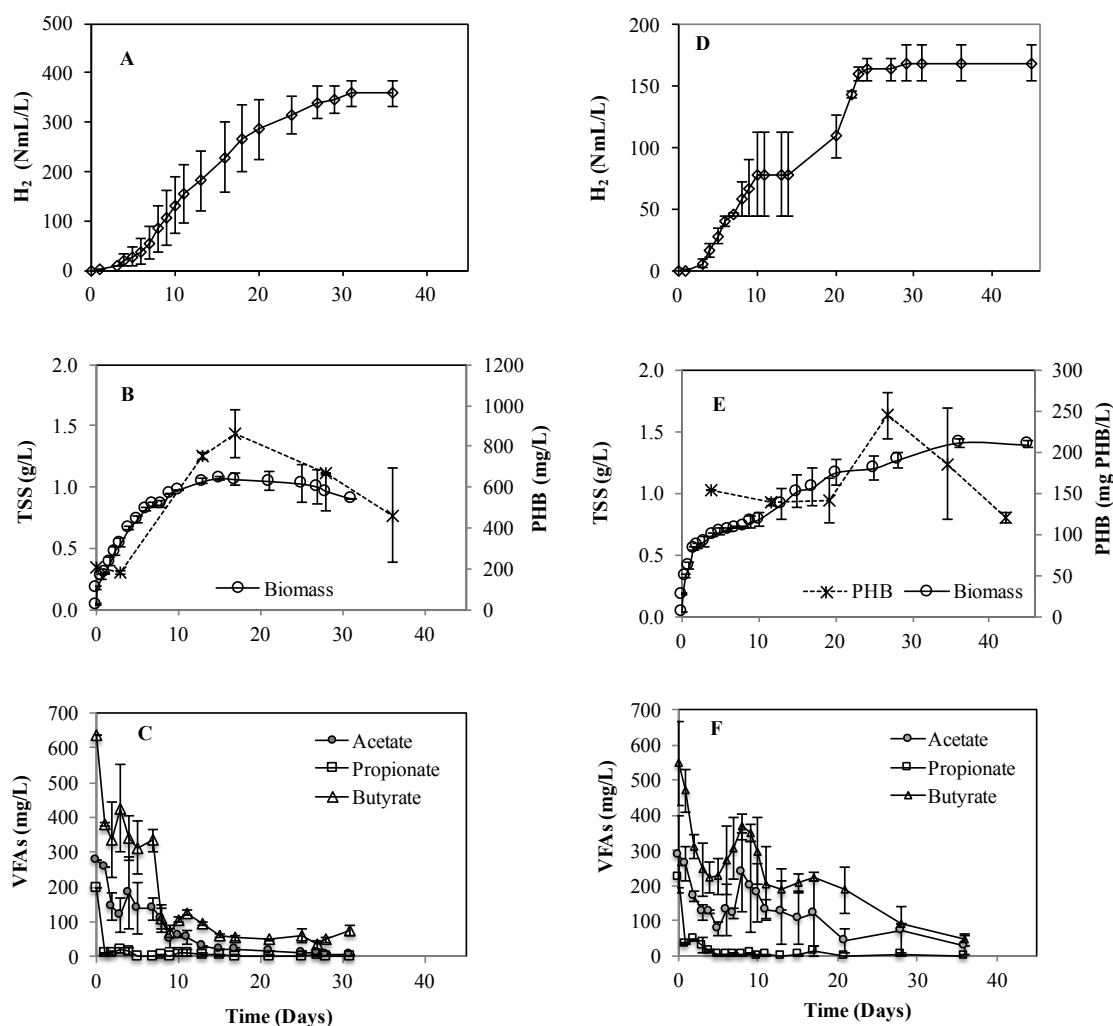 A
H₂ (NmL/L)
500
400
300
200
100
0
0 10 20 30 40
D
H₂ (NmL/L)
200
150
100
50
0
0 10 20 30 40
B
TSS (g/L)
2.0
1.5
1.0
0.5
0.0
1200
1000
800
600
400
200
0
PHB (mg/L)
Biomass
0 10 20 30 40
E
TSS (g/L)
2.0
1.5
1.0
0.5
0.0
300
250
200
150
100
50
0
PHB (mg PHB/L)
PHB Biomass
0 10 20 30 40
C
VFAs (mg/L)
700
600
500
400
300
200
100
0
Acetate
Propionate
Butyrate
0 10 20 30 40
Time (Days)
F
VFAs (mg/L)
700
600
500
400
300
200
100
0
Acetate
Propionate
Butyrate
0 10 20 30 40
Time (Days)